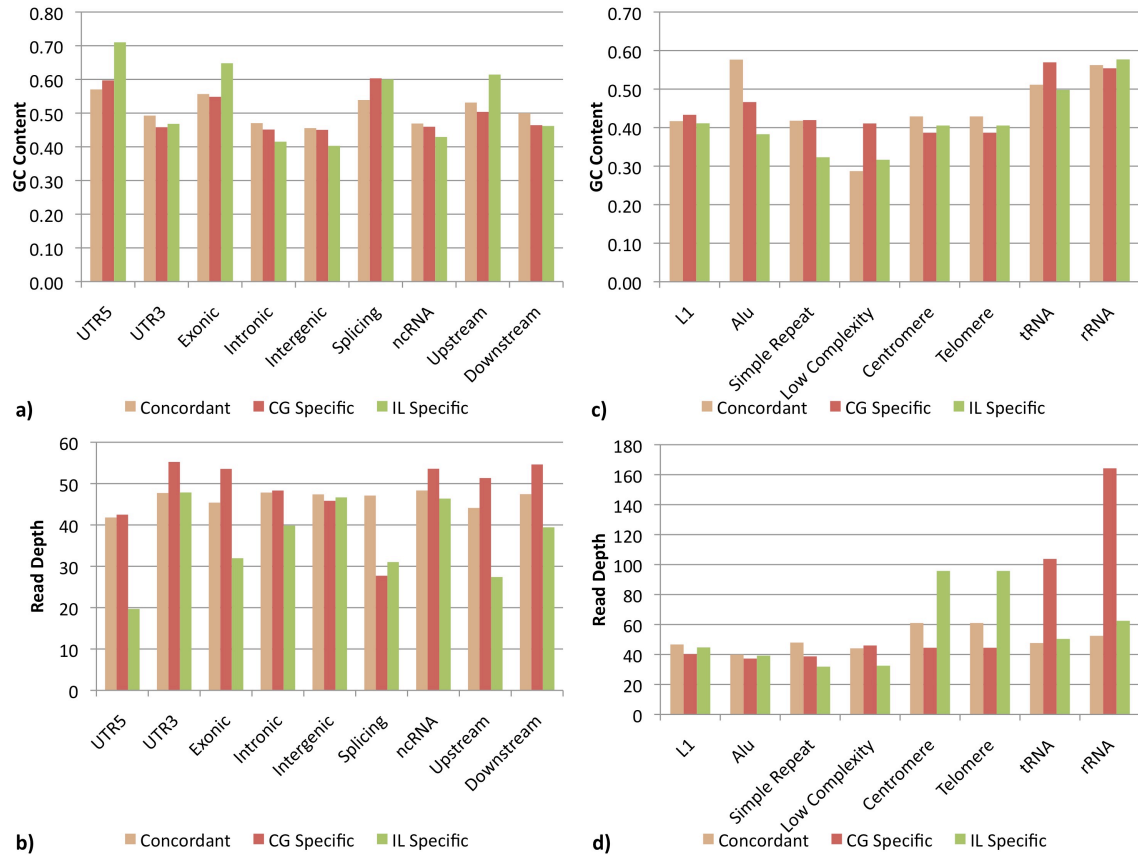 0.80
0.70
0.60
0.50
0.40
0.30
0.20
0.10
0.00
GC Content
UTR5
UTR3
Exonic
Intronic
Intergenic
Splicing
ncRNA
Upstream
Downstream
a)
Concordant CG Specific IL Specific
0.70
0.60
0.50
0.40
0.30
0.20
0.10
0.00
GC Content
L1
Alu
Simple Repeat
Low Complexity
Centromere
Telomere
tRNA
rRNA
c)
Concordant CG Specific IL Specific
60
50
40
30
20
10
0
Read Depth
UTR5
UTR3
Exonic
Intronic
Intergenic
Splicing
ncRNA
Upstream
Downstream
b)
Concordant CG Specific IL Specific
180
160
140
120
100
80
60
40
20
0
Read Depth
L1
Alu
Simple Repeat
Low Complexity
Centromere
Telomere
tRNA
rRNA
d)
Concordant CG Specific IL Specific